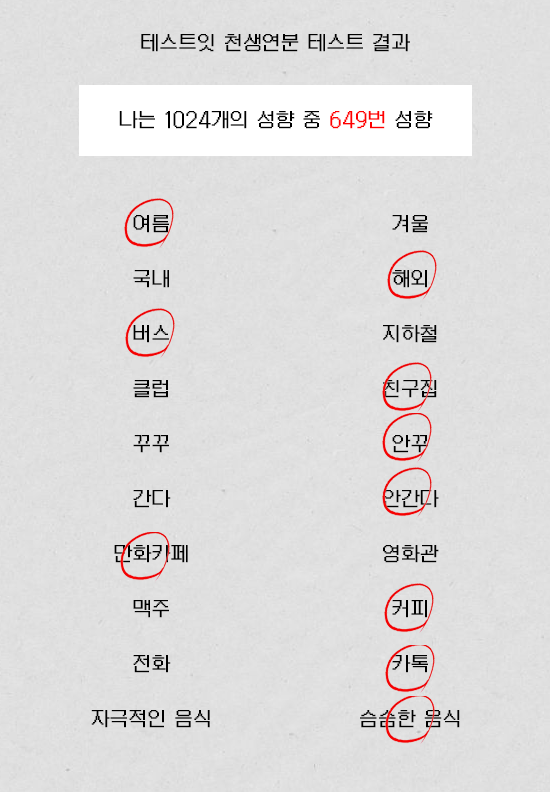 테스트잇 천생연분 테스트 결과
나는 1024개의 성향 중 649번 성향
여름 겨울
국내 해외
버스 지하철
클럽 친구집
꾸꾸 안꾸
간다 안간다
만화카페 영화관
맥주 커피
전화 카톡
자극적인 음식 슴슴한 음식